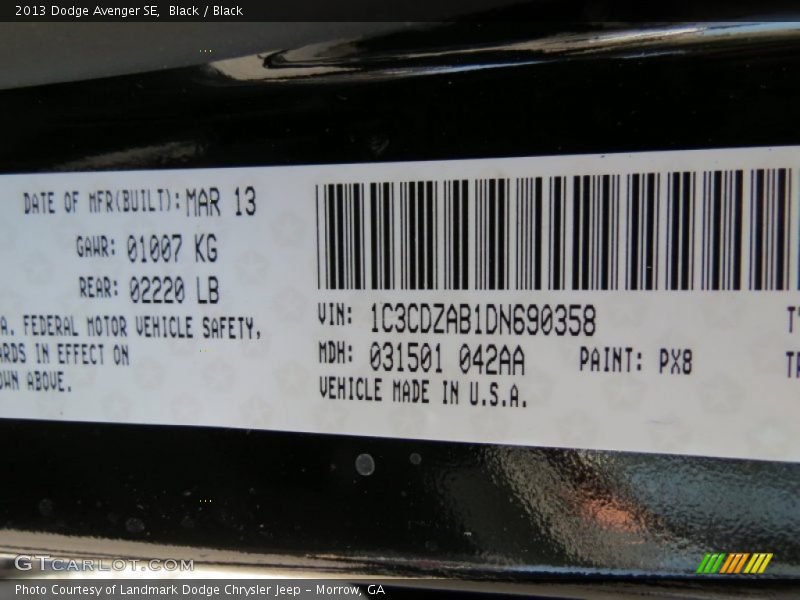 2013 Dodge Avenger SE, Black / Black
DATE OF MFR(BUILT): MAR 13
GAWR: 01007 KG
REAR: 02220 LB
A. FEDERAL MOTOR VEHICLE SAFETY,
ARDS IN EFFECT ON
WN ABOVE.
VIN: 1C3CDZAB1DN690358
MDH: 031501 042AA PAINT: PX8
VEHICLE MADE IN U.S.A.
GTCARLOT.COM
Photo Courtesy of Landmark Dodge Chrysler Jeep - Morrow, GA